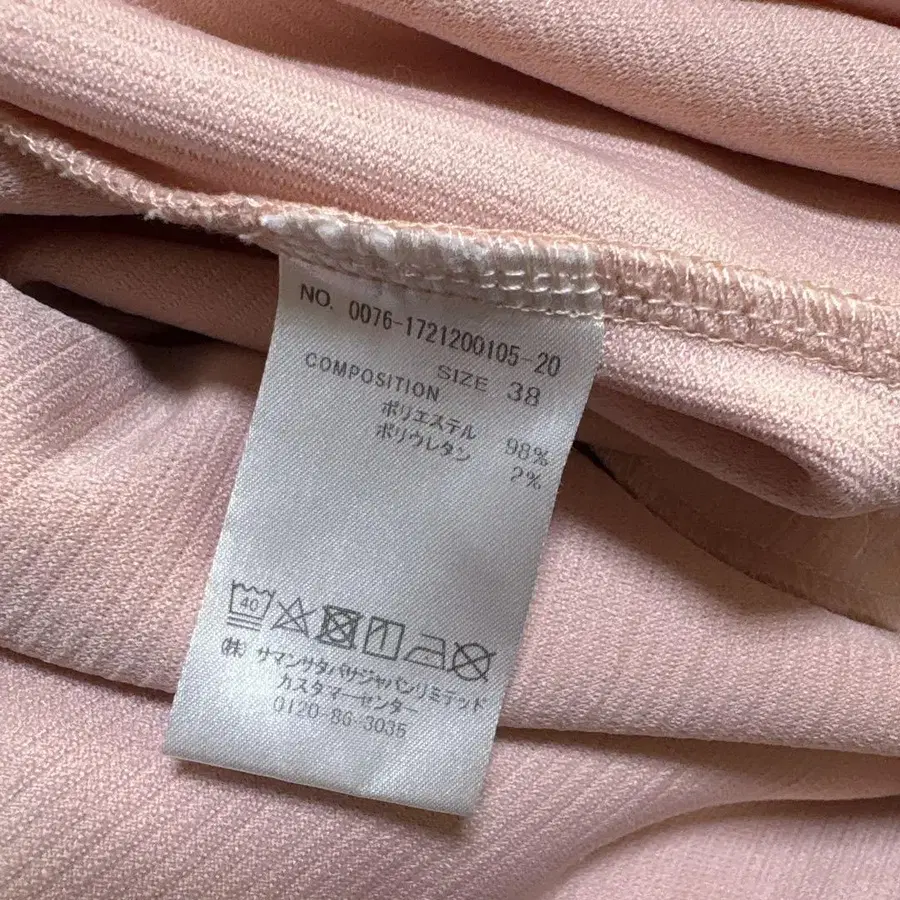 NO. 0076-1721200105-20
SIZE 38
COMPOSITION
ポリエステル 98%
ポリウレタン 2%
40
(株) サマンサタバサジャパンリミテッド
カスタマーセンター
0120-86-3035